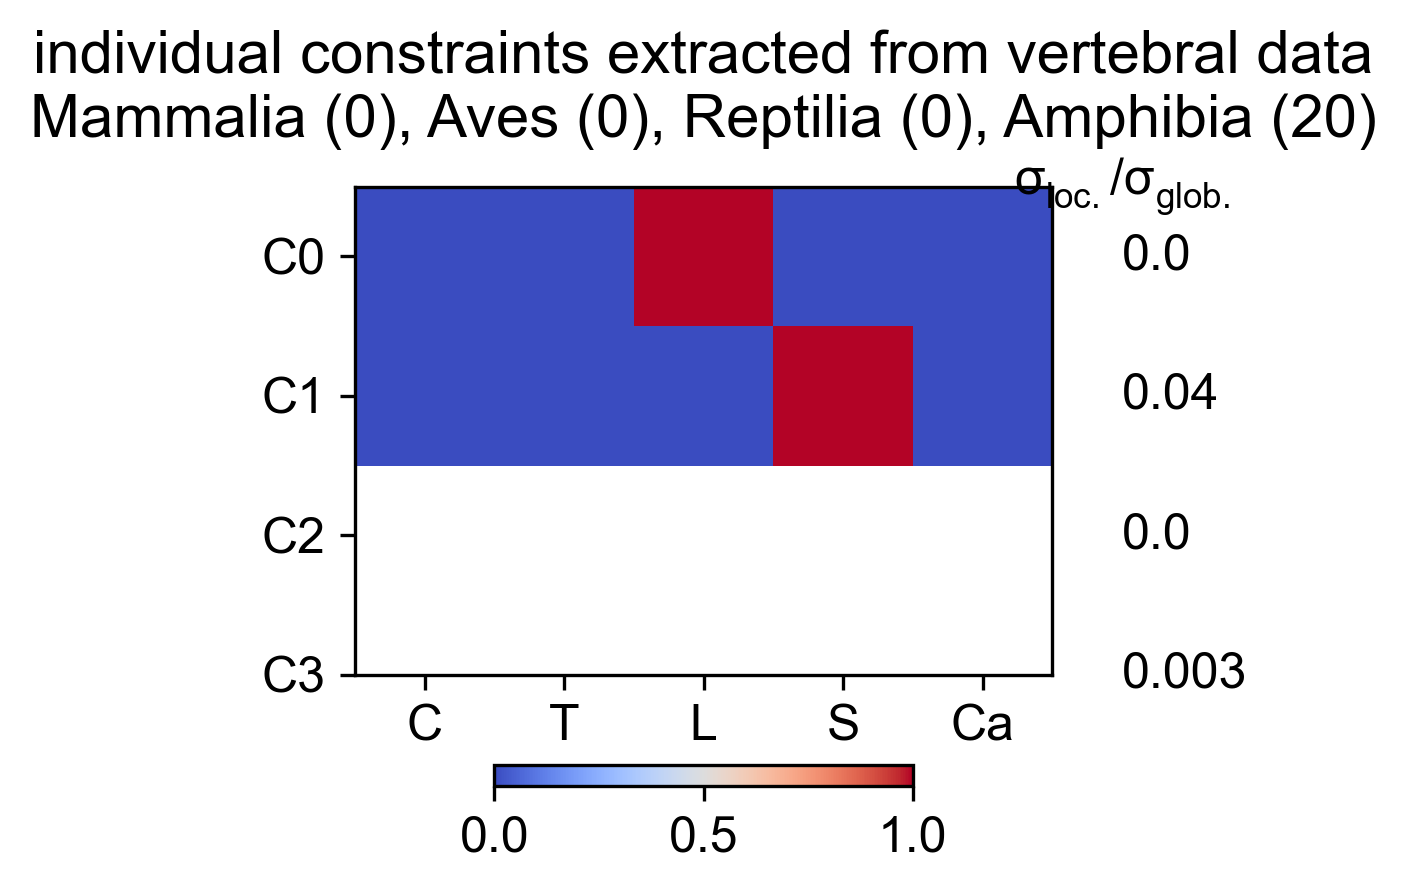 individual constraints extracted from vertebral data
Mammalia (0), Aves (0), Reptilia (0), Amphibia (20)
σloc. /σglob.
C0 0.0
C1 0.04
C2 0.0
C3 0.003
C T L S Ca
0.0 0.5 1.0